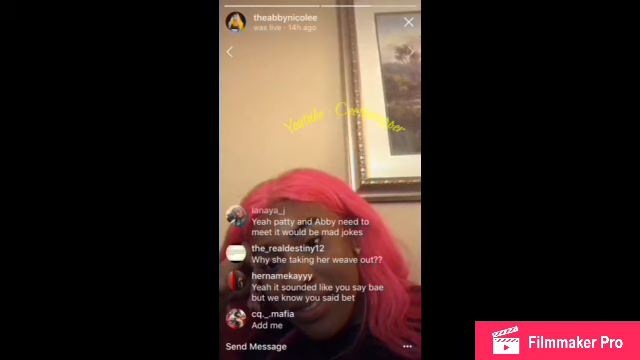 theabbynicolee
was live · 14h ago
lanaya_j
Yeah patty and Abby need to
meet it would be mad jokes
the_realdestiny12
Why she taking her weave out??
hernamekayyy
Yeah it sounded like you say bae
but we know you said bet
cq._.mafia
Add me
Send Message
Filmmaker Pro